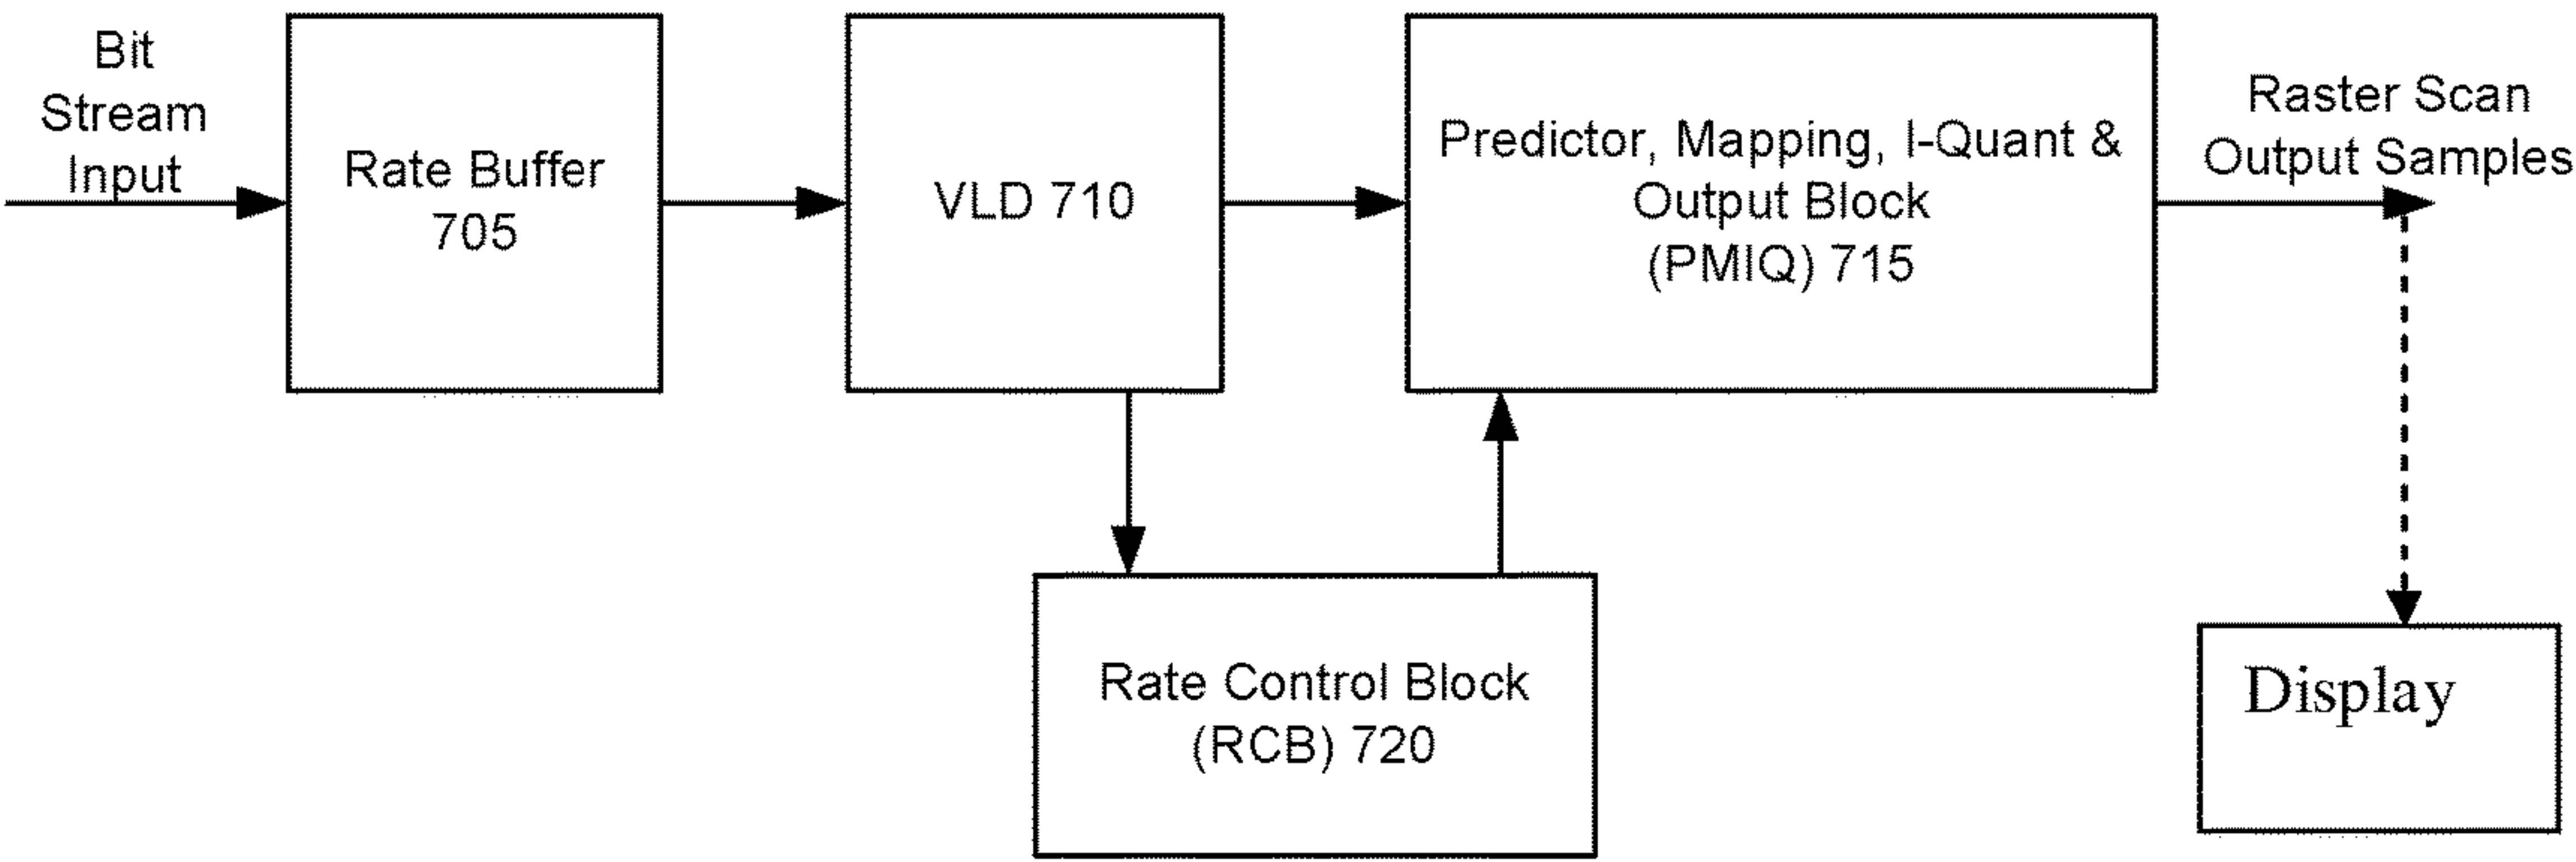 Bit
Stream
Input
Rate Buffer
705
VLD 710
Predictor, Mapping, I-Quant &
Output Block
(PMIQ) 715
Raster Scan
Output Samples
Rate Control Block
(RCB) 720
Display